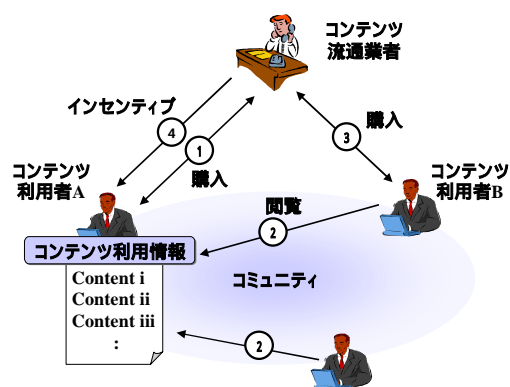 コンテンツ
流通業者
インセンティブ
4
1
購入
3
購入
コンテンツ
利用者A
コンテンツ
利用者B
閲覧
2
コンテンツ利用情報
Content i
Content ii
Content iii
:
コミュニティ
2